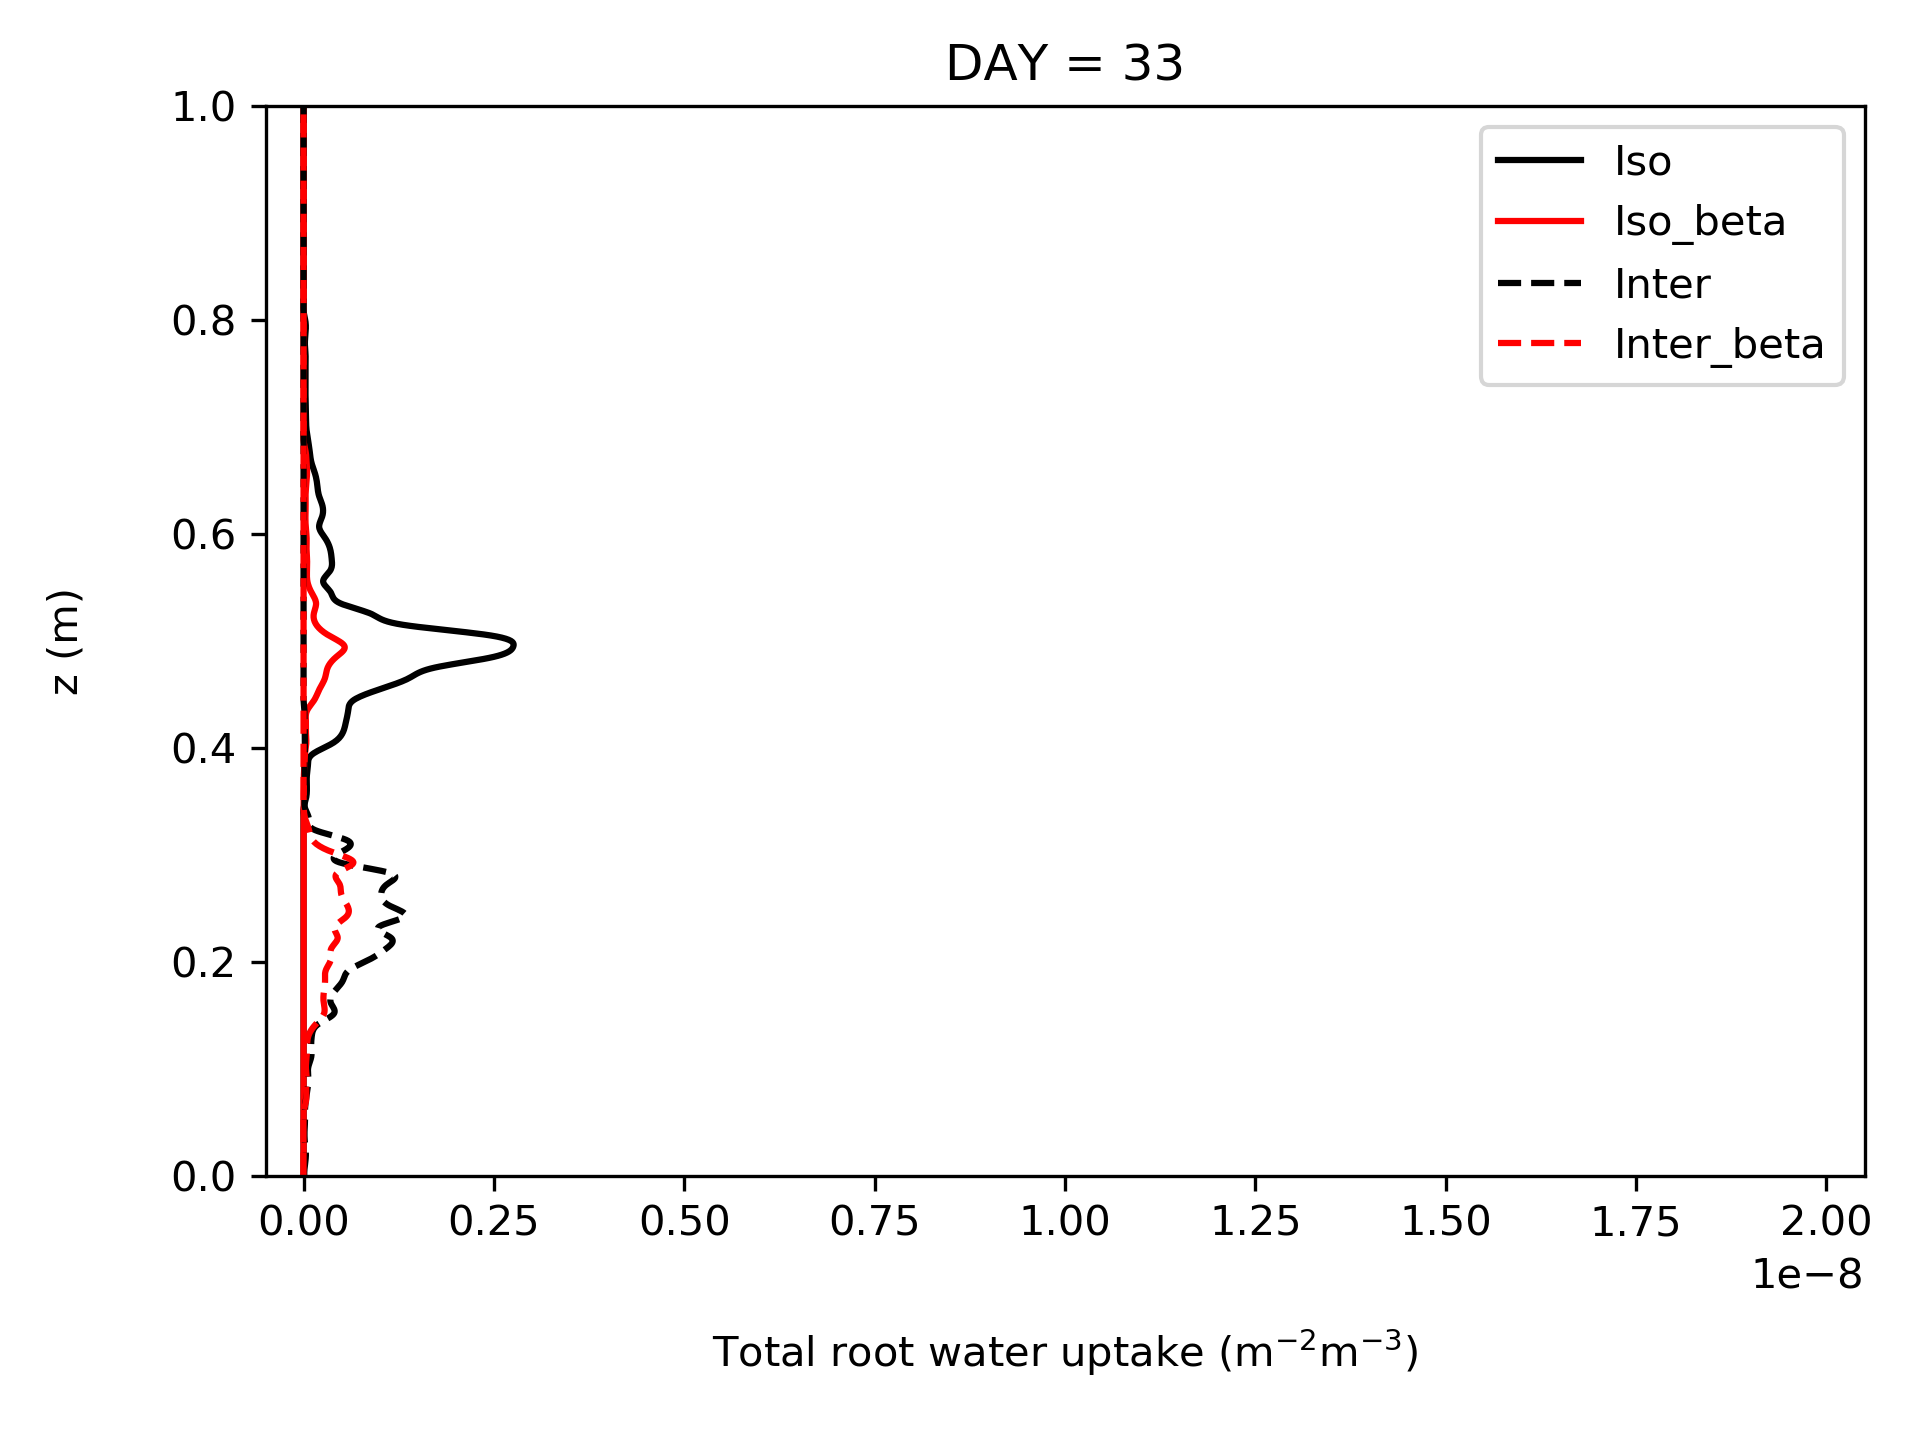 DAY = 33
1.0
0.8
0.6
0.4
0.2
0.0
z (m)
Iso
Iso_beta
Inter
Inter_beta
0.00 0.25 0.50 0.75 1.00 1.25 1.50 1.75 2.00
1e−8
Total root water uptake (m⁻²m⁻³)